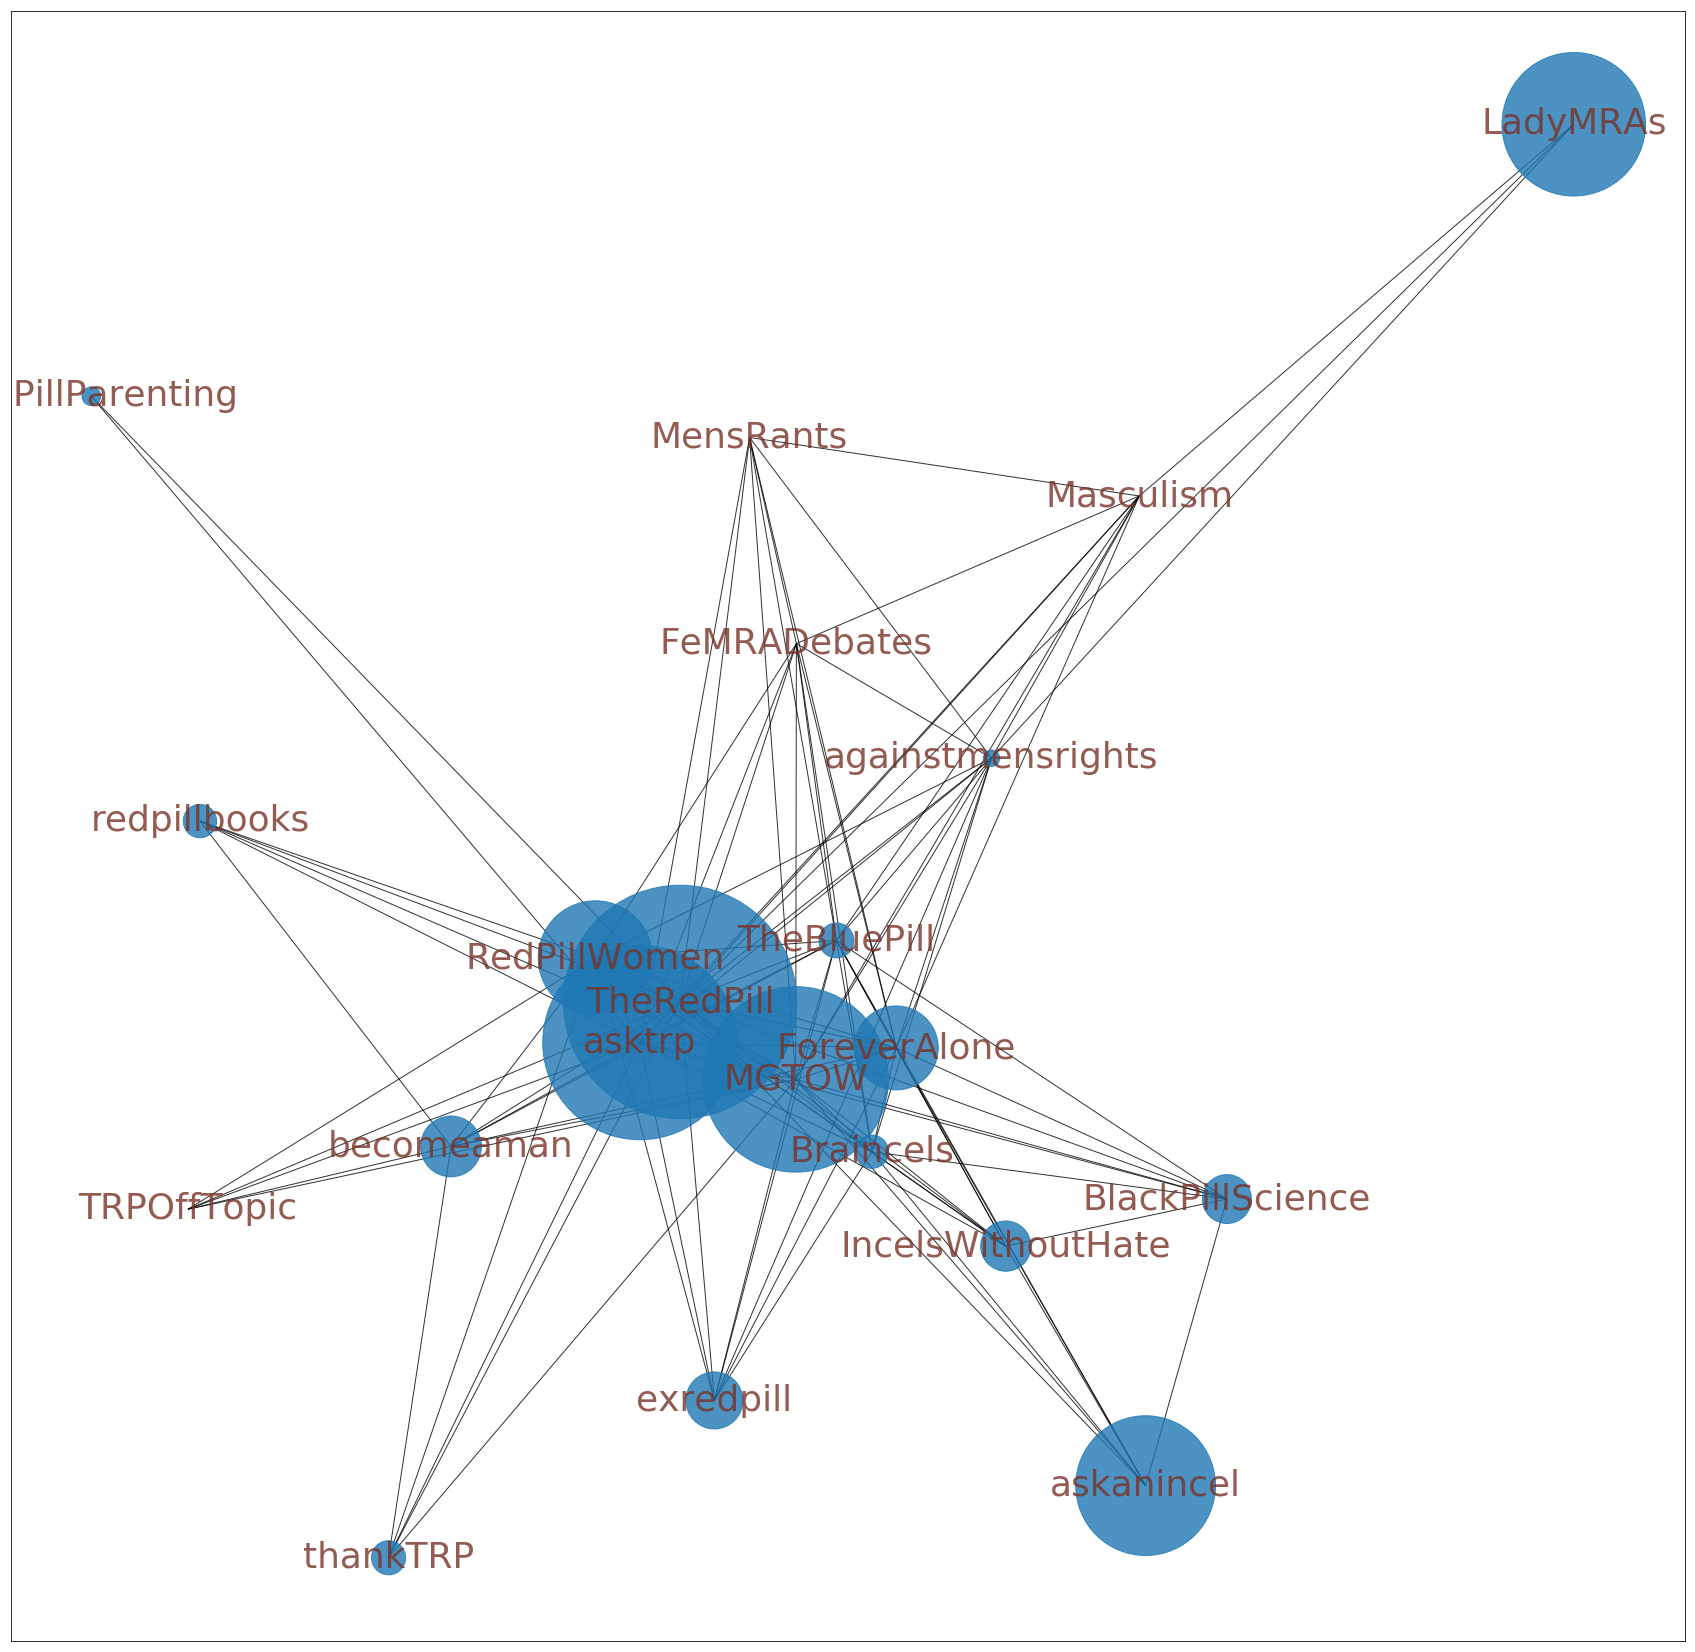 LadyMRAs
PillParenting
MensRants
Masculism
FeMRADebates
againstmensrights
redpillbooks
TheBluePill
RedPillWomen
TheRedPill
asktrp
ForeverAlone
MGTOW
becomeaman
Braincels
BlackPillScience
TRPOffTopic
IncelsWithoutHate
exredpill
askanincel
thankTRP